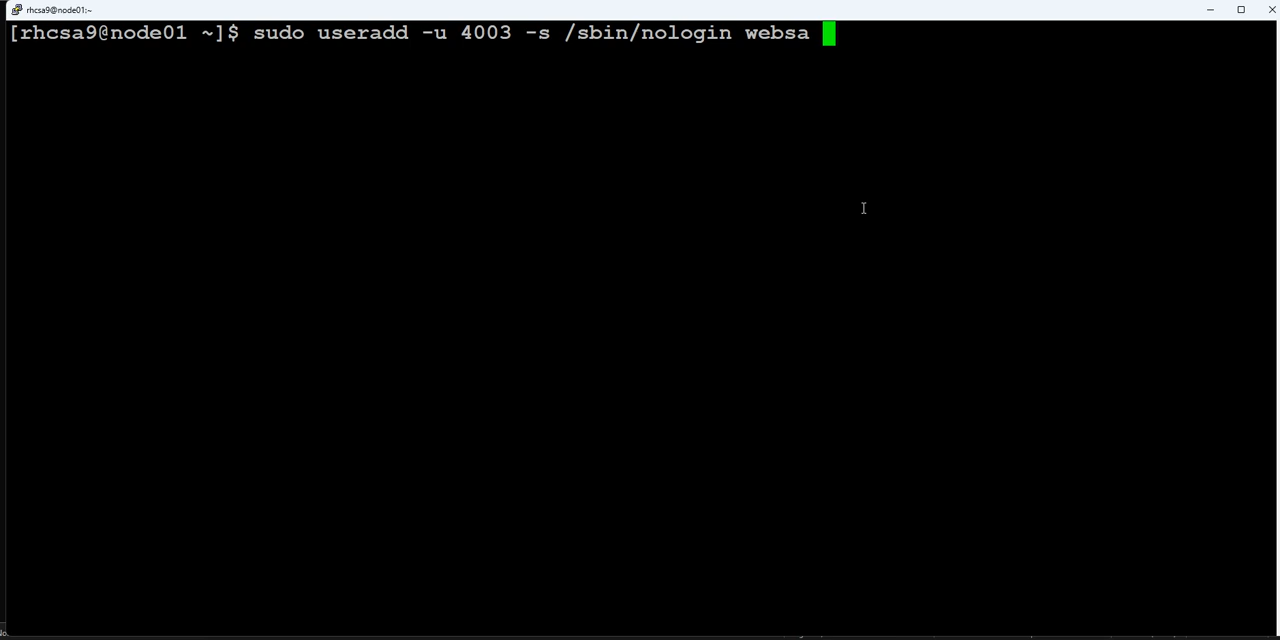 rhcsa9@node01:~
[rhcsa9@node01 ~]$ sudo useradd -u 4003 -s /sbin/nologin websa